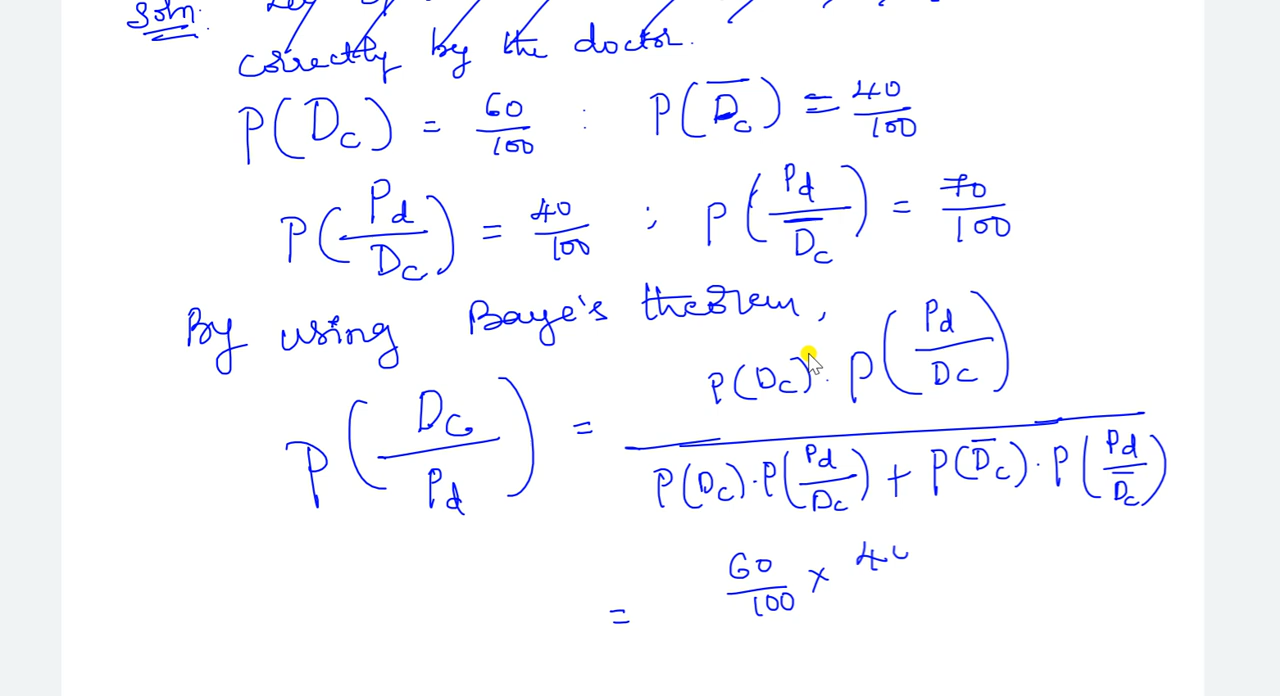 Soln:
correctly by the doctor.
P(D_c) = 60/100 : P(D̅_c) = 40/100
P(P_d/D_c) = 40/100 ; P(P_d/D̅_c) = 70/100
By using Baye's theorem,
P(D_c/P_d) = P(D_c) · P(P_d/D_c) / P(D_c) · P(P_d/D_c) + P(D̅_c) · P(P_d/D̅_c)
= 60/100 × 40